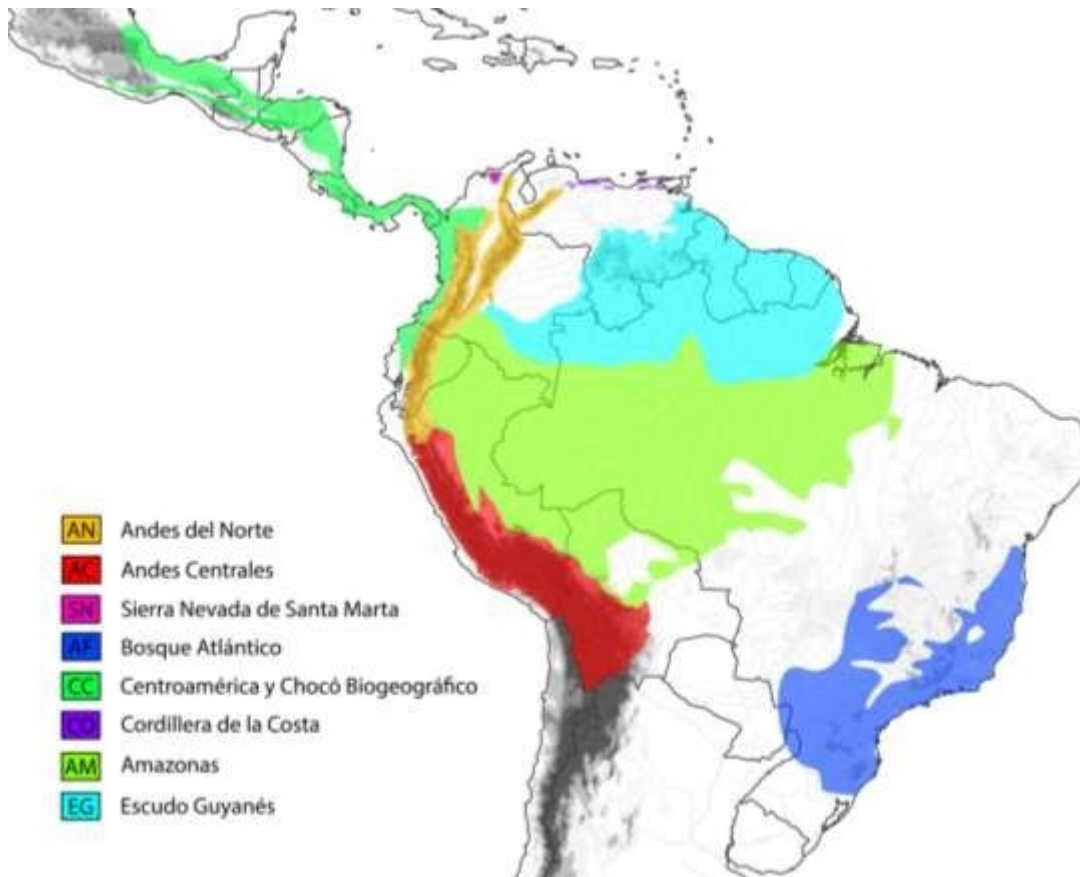 AN Andes del Norte
AC Andes Centrales
SN Sierra Nevada de Santa Marta
AF Bosque Atlántico
CC Centroamérica y Chocó Biogeográfico
CO Cordillera de la Costa
AM Amazonas
EG Escudo Guyanés